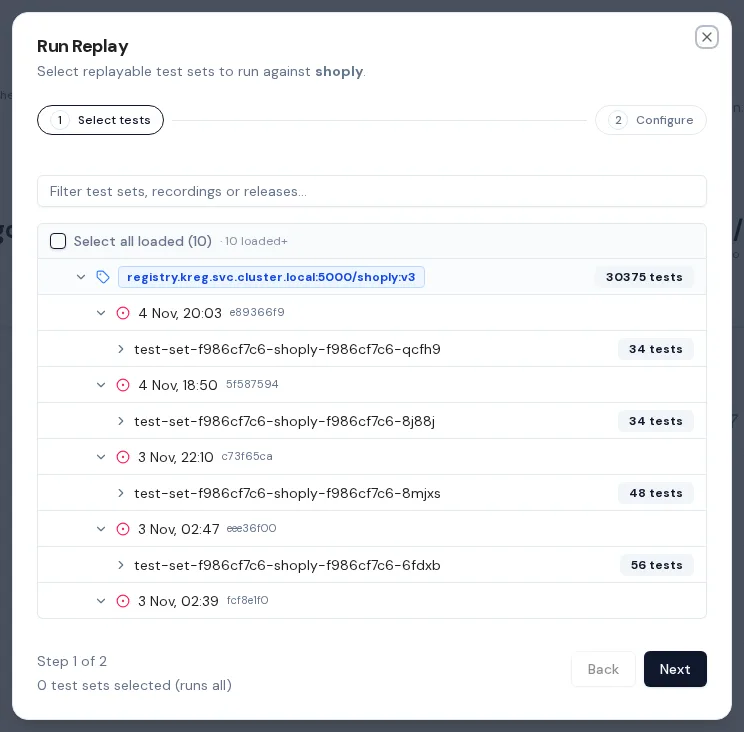 Run Replay
Select replayable test sets to run against shoply.
1 Select tests
2 Configure
Filter test sets, recordings or releases...
Select all loaded (10) · 10 loaded+
registry.kreg.svc.cluster.local:5000/shoply:v3 30375 tests
4 Nov, 20:03 e89366f9
test-set-f986cf7c6-shoply-f986cf7c6-qcfh9 34 tests
4 Nov, 18:50 5f587594
test-set-f986cf7c6-shoply-f986cf7c6-8j88j 34 tests
3 Nov, 22:10 c73f65ca
test-set-f986cf7c6-shoply-f986cf7c6-8mjxs 48 tests
3 Nov, 02:47 eee36f00
test-set-f986cf7c6-shoply-f986cf7c6-6fdxb 56 tests
3 Nov, 02:39 fcf8e1f0
Step 1 of 2
0 test sets selected (runs all)
Back
Next